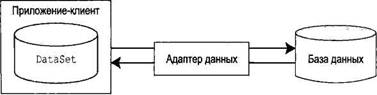 Приложение-клиент
DataSet
Адаптер данных
База данных